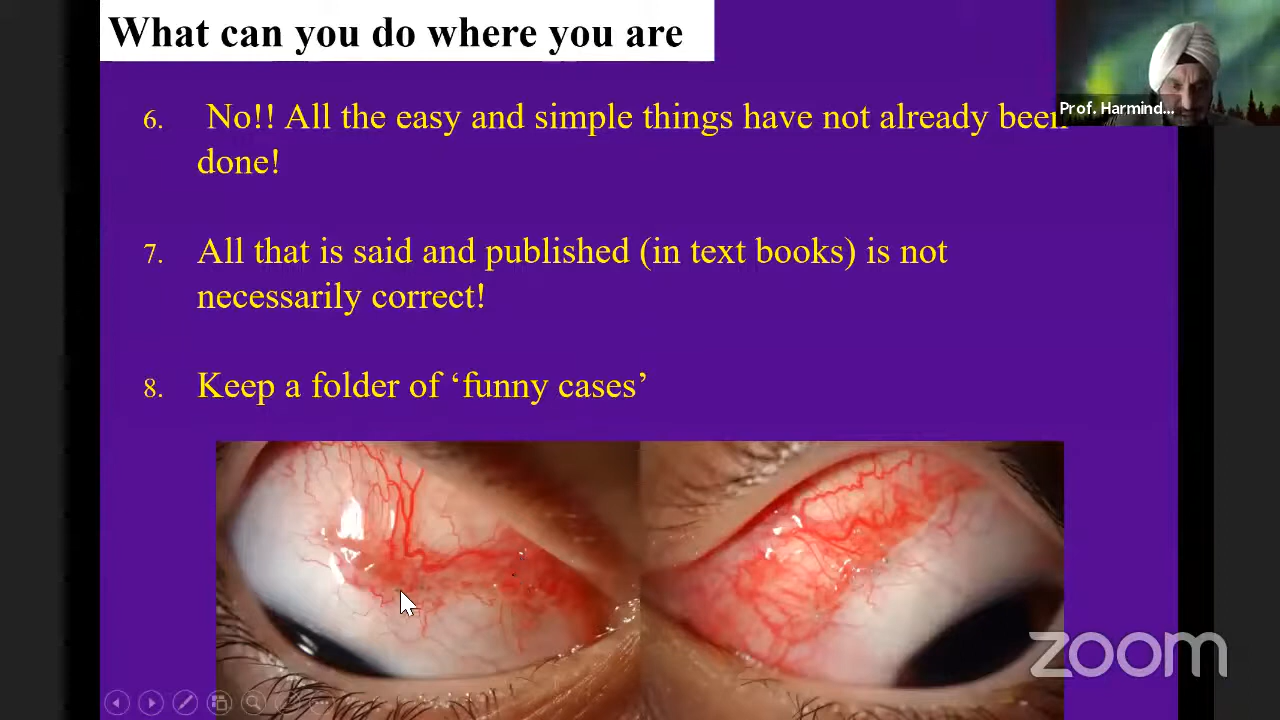 What can you do where you are
Prof. Harmind...
6. No!! All the easy and simple things have not already been
done!
7. All that is said and published (in text books) is not
necessarily correct!
8. Keep a folder of ‘funny cases’
zoom